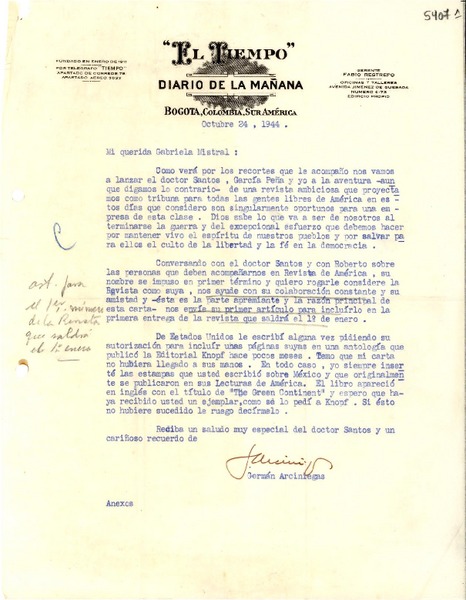 5407 A
"EL TIEMPO"
DIARIO DE LA MAÑANA
BOGOTA, COLOMBIA, SUR AMÉRICA
FUNDADO EN ENERO DE 1911
POR TELEGRAFO "TIEMPO"
APARTADO DE CORREOS
APARTADO AEREO
GERENTE
FABIO RESTREPO
OFICINAS Y TALLERES
AVENIDA JIMENEZ DE QUESADA
NUMERO 6-73
EDIFICIO PROPIO
Octubre 24, 1944.
Mi querida Gabriela Mistral :
Como verá por los recortes que le acompaño nos vamos
a lanzar el doctor Santos, García Peña y yo a la aventura -aun
que digamos lo contrario- de una revista ambiciosa que proyecta
mos como tribuna para todas las gentes libres de América en es
tos días que considero son singularmente oportunos para una em-
presa de esta clase. Dios sabe lo que va a ser de nosotros al
terminarse la guerra y del excepcional esfuerzo que debemos hacer
por mantener vivo el espíritu de nuestros pueblos y por salvar pa
ra ellos el culto de la libertad y la fé en la democracia.
Conversando con el doctor Santos y con Roberto sobre
las personas que deben acompañarnos en Revista de América, su
nombre se impuso en primer término y quiero rogarle considere la
Revista como suya, nos ayude con su colaboración constante y su
amistad y -ésta es la parte apremiante y la razón principal de
esta carta- nos envíe su primer artículo para incluírlo en la
primera entrega de la revista que saldrá el 1º de enero.
art. para
el pr. número
de la Revista
que saldrá
el 1º enero
De Estados Unidos le escribí alguna vez pidiendo su
autorización para incluír unas páginas suyas en una antología que
publicó la Editorial Knopf hace pocos meses. Temo que mi carta
no hubiera llegado a sus manos. En todo caso, yo siempre inser
té las estampas que usted escribió sobre México y que originalmen
te se publicaron en sus Lecturas de América. El libro apareció
en inglés con el título de "The Green Continent" y espero que ha-
ya recibido usted un ejemplar, como se lo pedí a Knopf. Si ésto
no hubiere sucedido le ruego decírmelo.
Reciba un saludo muy especial del doctor Santos y un
cariñoso recuerdo de
Germán Arciniegas
Anexos